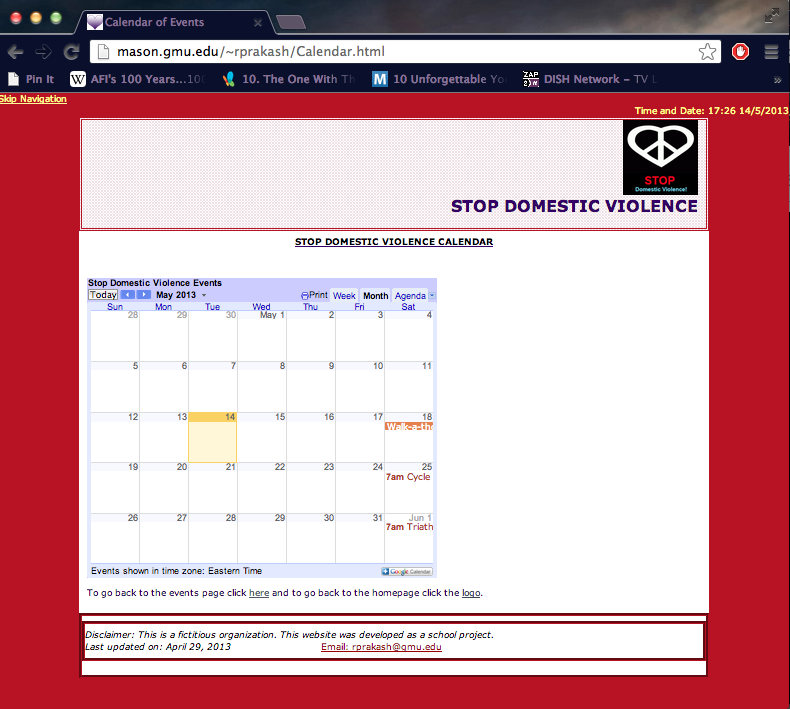 Calendar of Events
mason.gmu.edu/~rprakash/Calendar.html
Pin It
W AFI's 100 Years...10
10. The One With Th
M 10 Unforgettable Yo
ZAP 2it DISH Network – TV L
»
Skip Navigation
Time and Date: 17:26 14/5/2013
STOP
Domestic Violence!
STOP DOMESTIC VIOLENCE
STOP DOMESTIC VIOLENCE CALENDAR
Stop Domestic Violence Events
Today May 2013 Print Week Month Agenda
Sun Mon Tue Wed Thu Fri Sat
28 29 30 May 1 2 3 4
5 6 7 8 9 10 11
12 13 14 15 16 17 18
Walk-a-th
19 20 21 22 23 24 25
7am Cycle
26 27 28 29 30 31 Jun 1
7am Triath
Events shown in time zone: Eastern Time
Google Calendar
To go back to the events page click here and to go back to the homepage click the logo.
Disclaimer: This is a fictitious organization. This website was developed as a school project.
Last updated on: April 29, 2013 Email: rprakash@gmu.edu